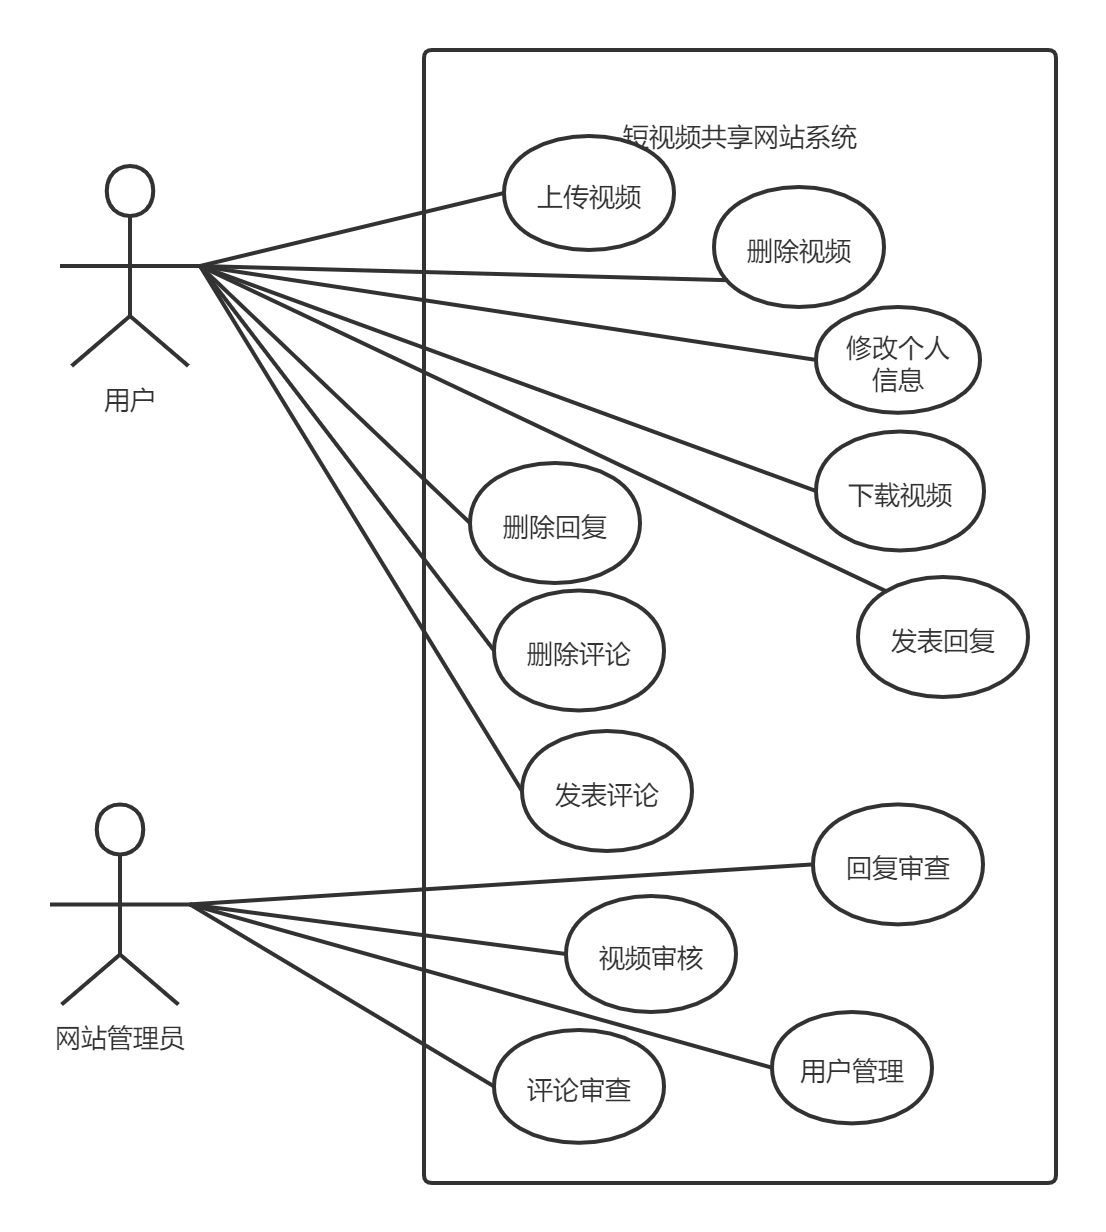 短视频共享网站系统
上传视频
删除视频
修改个人
信息
用户
下载视频
删除回复
发表回复
删除评论
发表评论
回复审查
视频审核
网站管理员
用户管理
评论审查